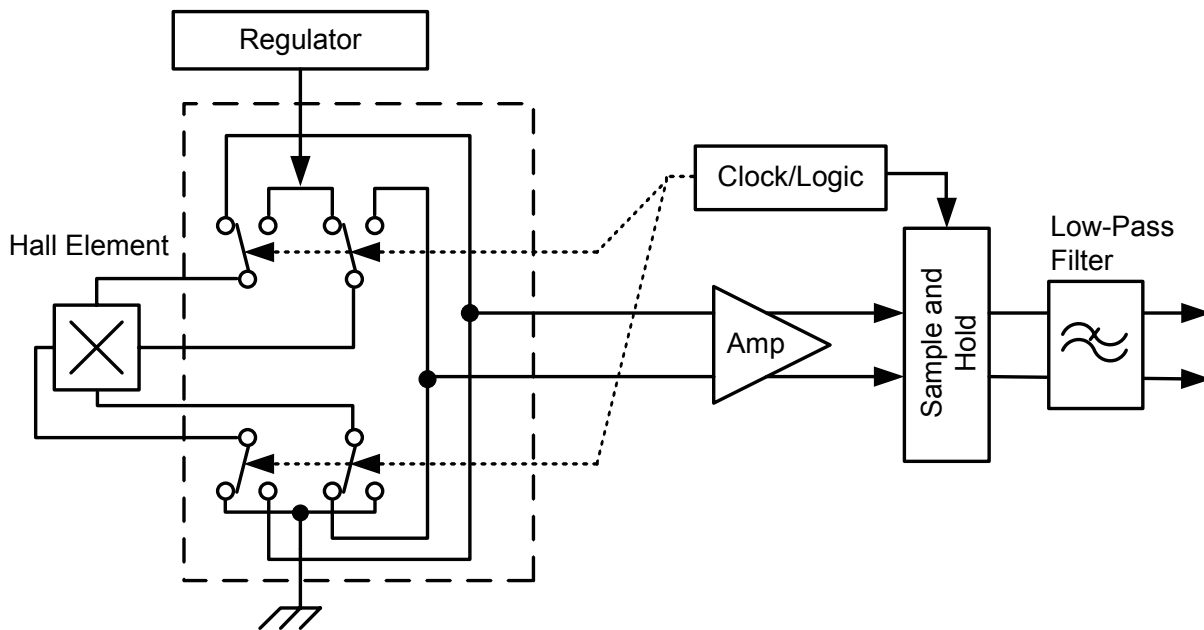 Regulator
Clock/Logic
Hall Element
Low-Pass
Filter
Amp
Sample and
Hold